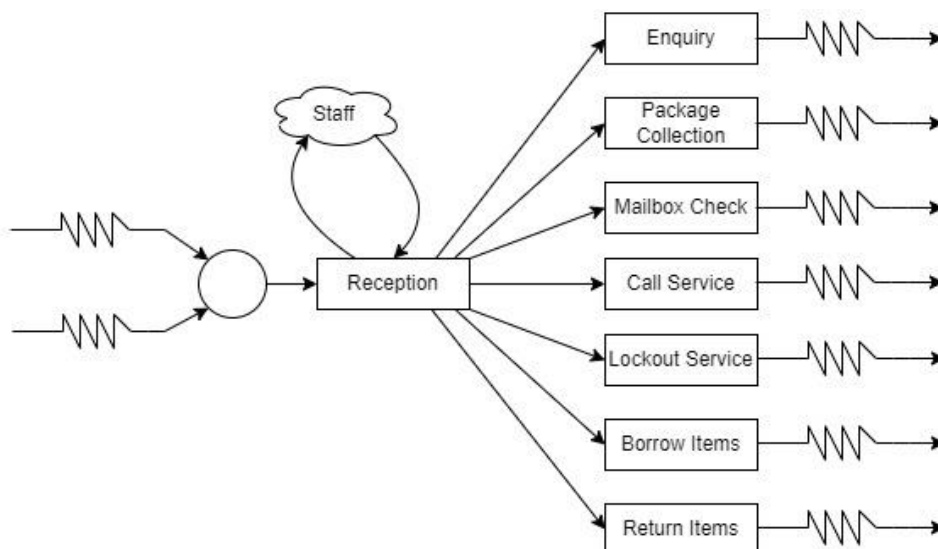 Enquiry
Staff
Package
Collection
Mailbox Check
Reception
Call Service
Lockout Service
Borrow Items
Return Items